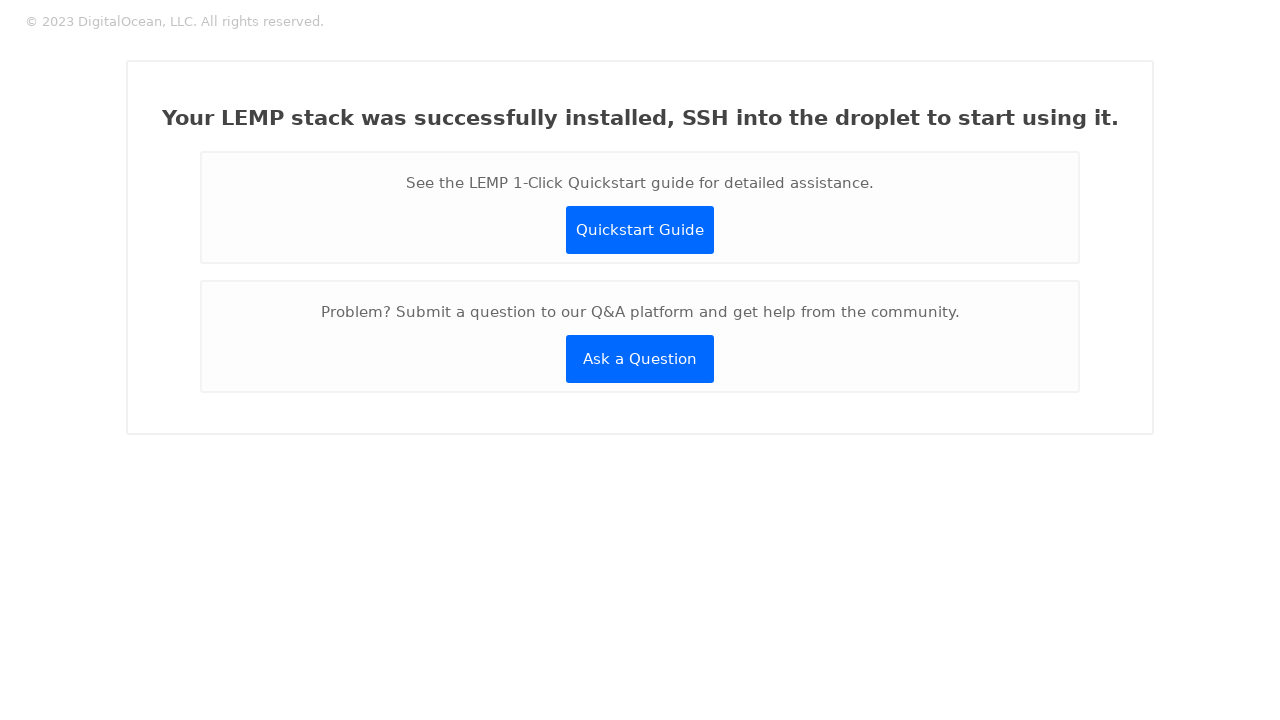 © 2023 DigitalOcean, LLC. All rights reserved.
Your LEMP stack was successfully installed, SSH into the droplet to start using it.
See the LEMP 1-Click Quickstart guide for detailed assistance.
Quickstart Guide
Problem? Submit a question to our Q&A platform and get help from the community.
Ask a Question